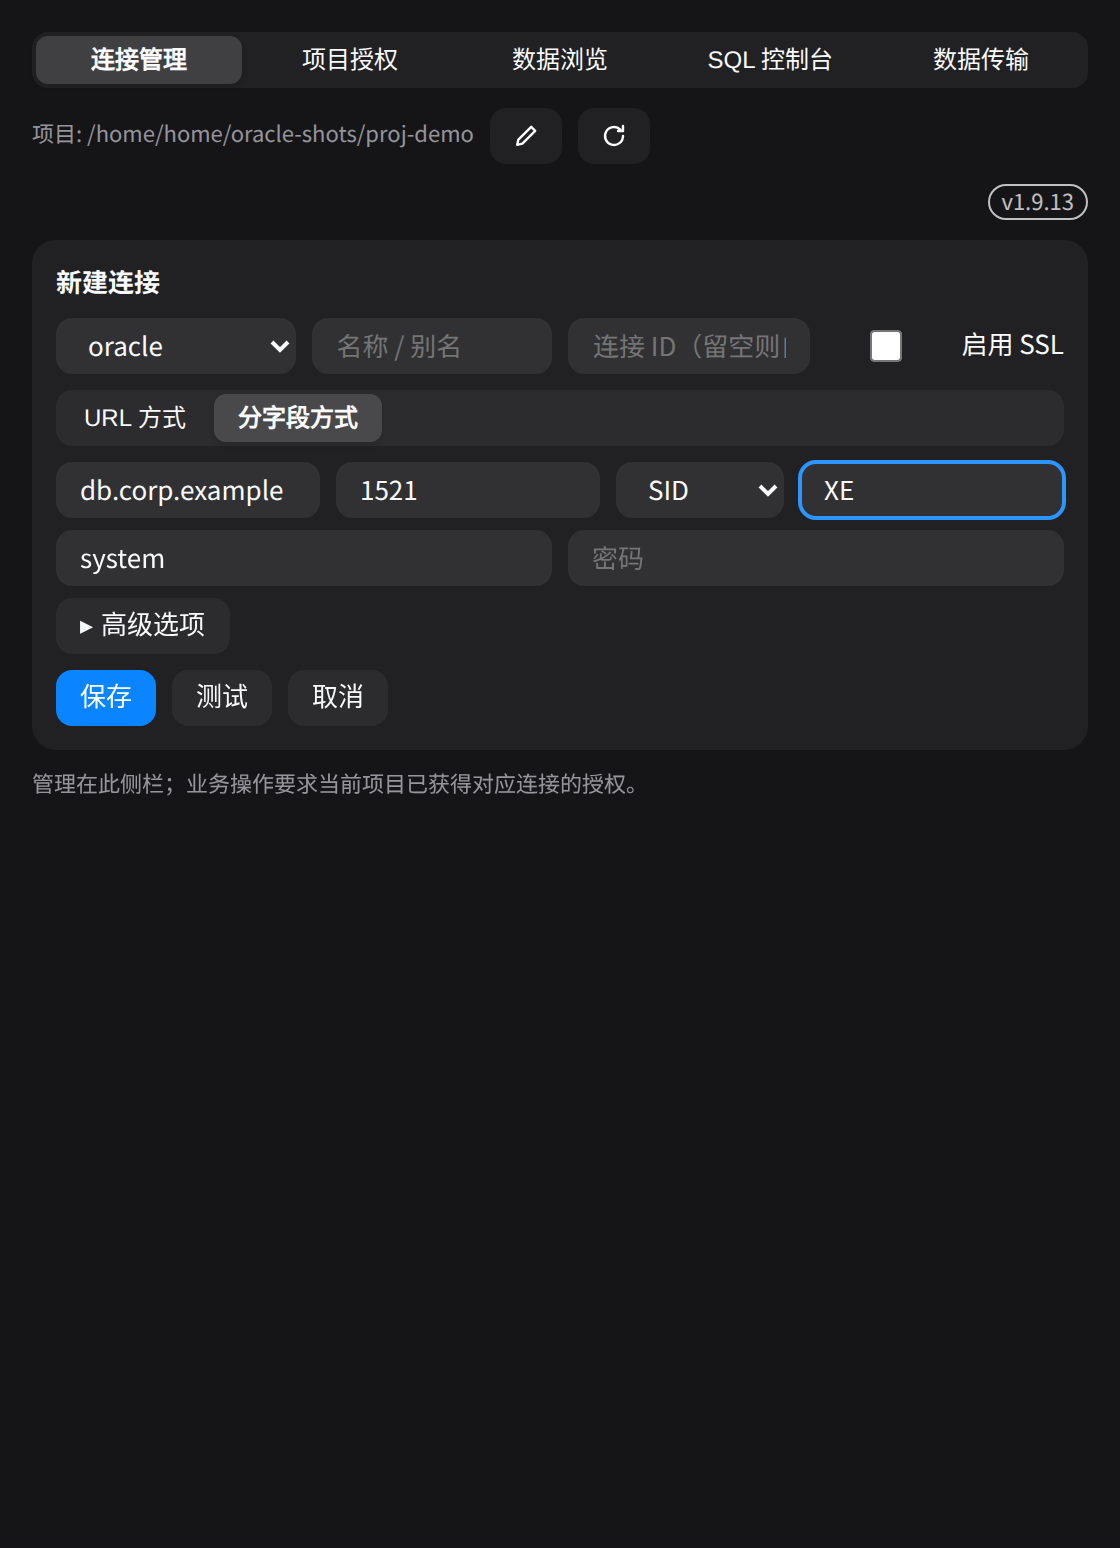 连接管理 项目授权 数据浏览 SQL 控制台 数据传输
项目: /home/home/oracle-shots/proj-demo
v1.9.13
新建连接
oracle 名称 / 别名 连接 ID（留空则 启用 SSL
URL 方式 分字段方式
db.corp.example 1521 SID XE
system 密码
▸ 高级选项
保存 测试 取消
管理在此侧栏；业务操作要求当前项目已获得对应连接的授权。